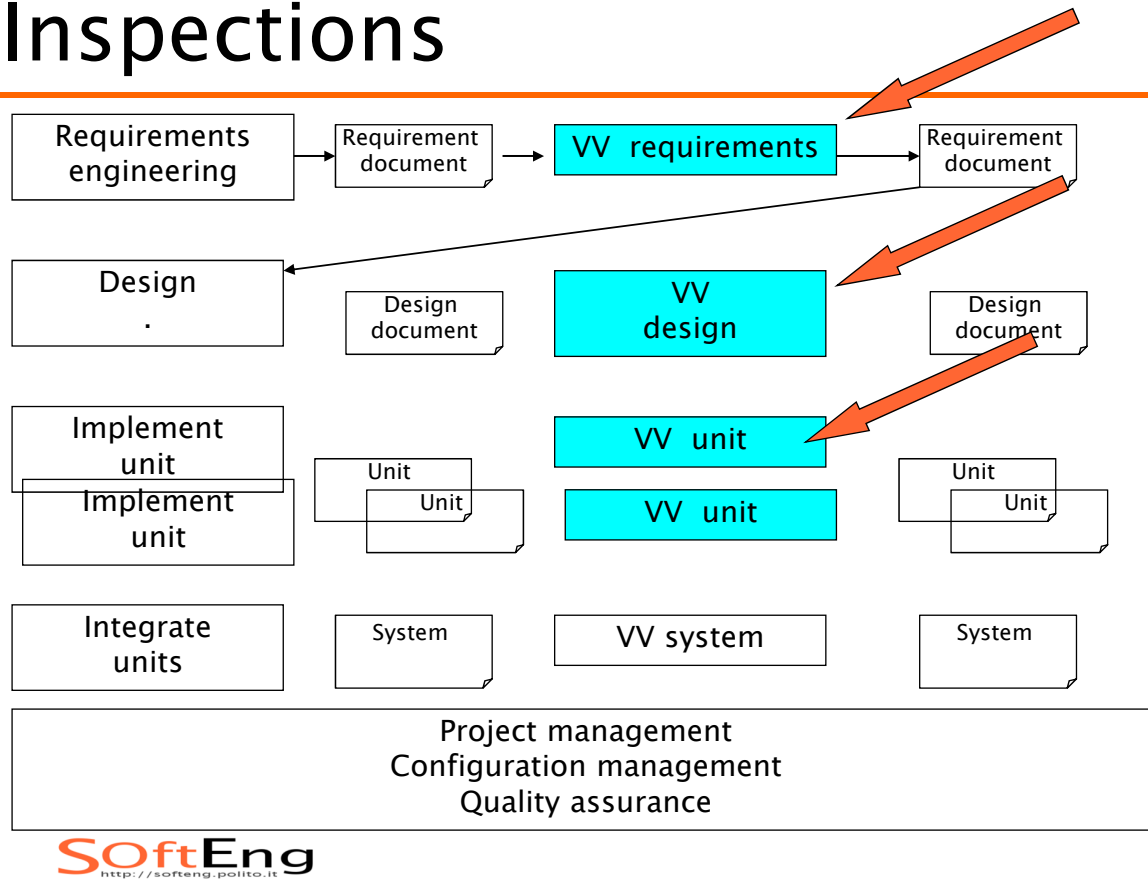 Inspections
Requirements
engineering
Requirement
document
VV requirements
Requirement
document
Design
.
Design
document
VV
design
Design
document
Implement
unit
Implement
unit
Unit
Unit
VV unit
VV unit
Unit
Unit
Integrate
units
System
VV system
System
Project management
Configuration management
Quality assurance
SOftEng
http://softeng.polito.it